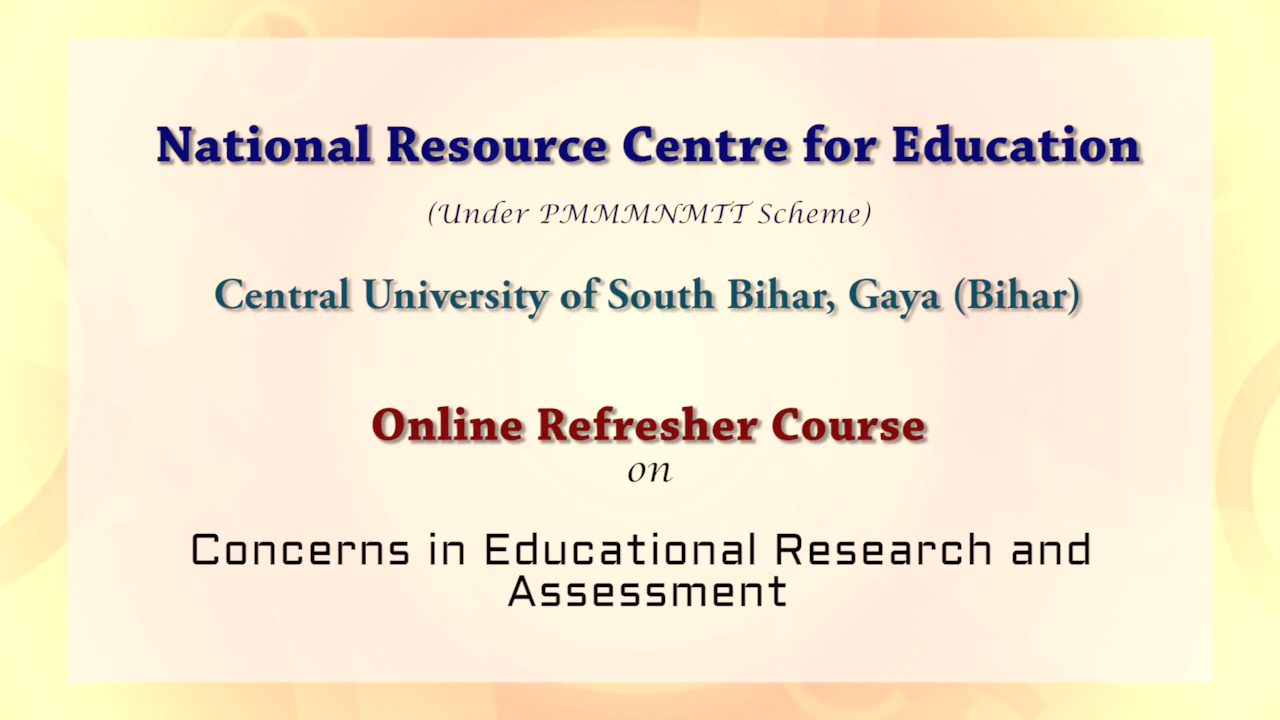 National Resource Centre for Education
(Under PMMMNMTT Scheme)
Central University of South Bihar, Gaya (Bihar)
Online Refresher Course
on
Concerns in Educational Research and
Assessment